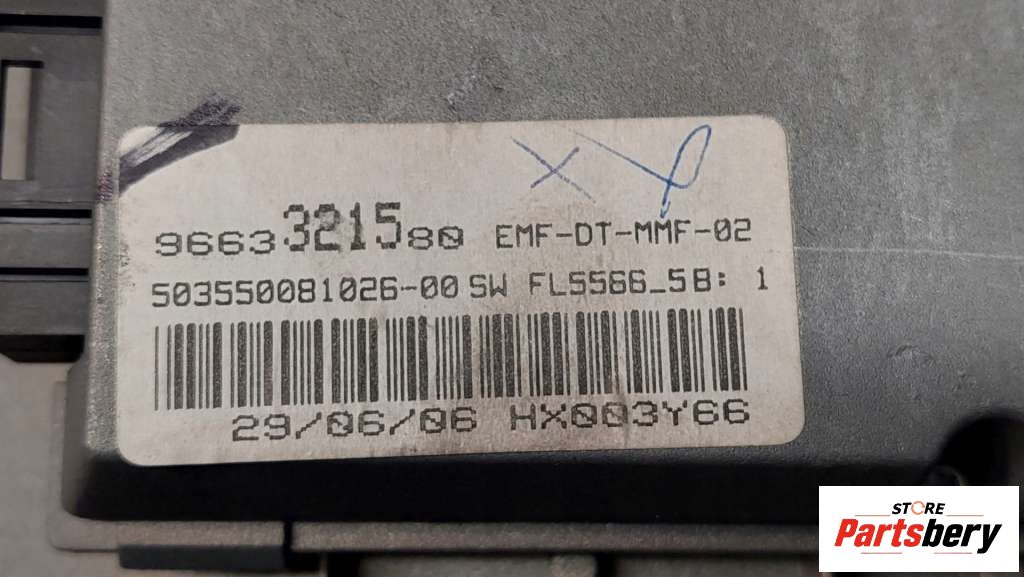 9663321580 EMF-DT-MMF-02
503550081026-00 SW FL5566_5B: 1
29/06/06 HX003Y66
STORE
Partsbery